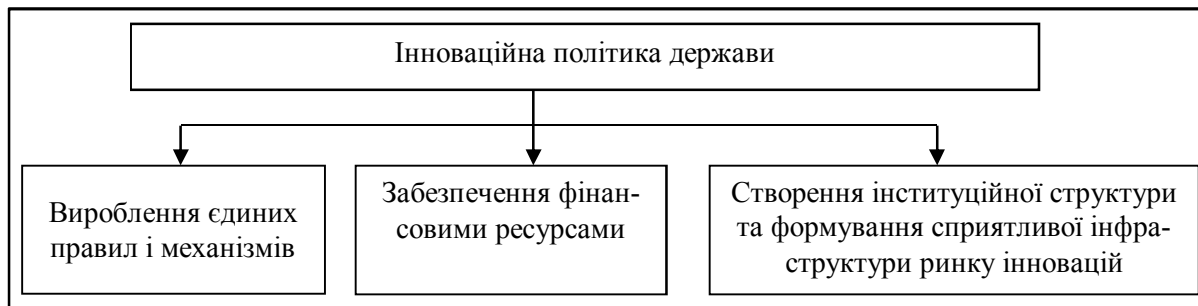 Інноваційна політика держави
Вироблення єдиних
правил і механізмів
Забезпечення фінан-
совими ресурсами
Створення інституційної структури
та формування сприятливої інфра-
структури ринку інновацій